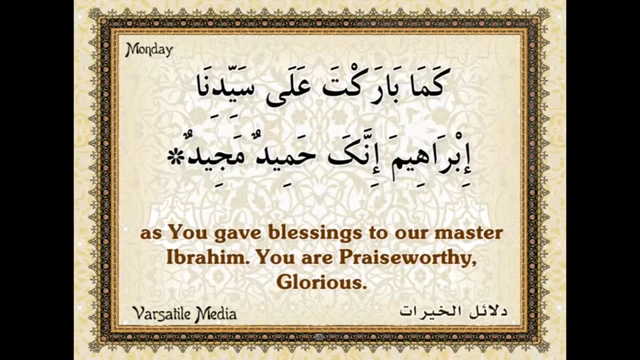 Monday
كَمَا بَارَكْتَ عَلَى سَيِّدِنَا
إِبْرَاهِيمَ إِنَّکَ حَمِيدٌ مَجِيدٌ*
as You gave blessings to our master
Ibrahim. You are Praiseworthy,
Glorious.
Varsatile Media
دلائل الخيرات